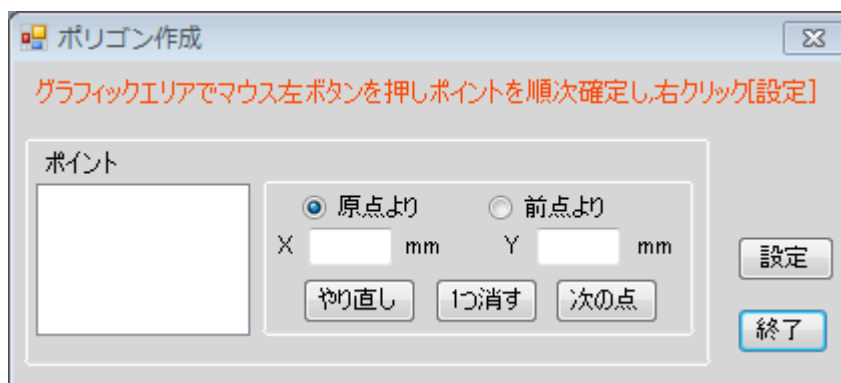 ポリゴン作成
グラフィックエリアでマウス左ボタンを押しポイントを順次確定し,右クリック[設定]
ポイント
原点より 前点より
X mm Y mm
やり直し 1つ消す 次の点
設定
終了